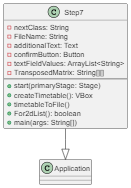 Step7
- nextClass: String
- FileName: String
- additionalText: Text
- confirmButton: Button
- textFieldValues: ArrayList<String>
- TransposedMatrix: String[][]
+ start(primaryStage: Stage)
+ createTimetable(): VBox
+ timetableToFile()
+ For2dList(): boolean
+ main(args: String[])
Application